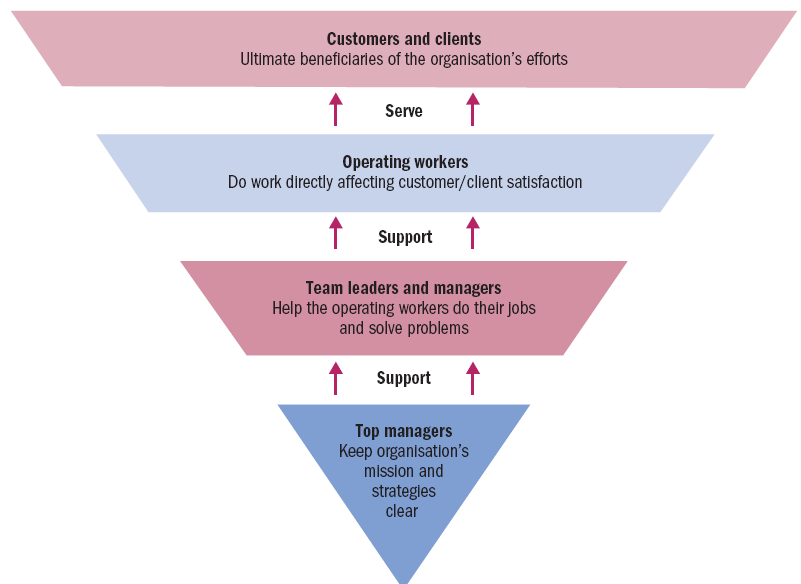 Customers and clients
Ultimate beneficiaries of the organisation’s efforts
Serve
Operating workers
Do work directly affecting customer/client satisfaction
Support
Team leaders and managers
Help the operating workers do their jobs
and solve problems
Support
Top managers
Keep organisation’s
mission and
strategies
clear